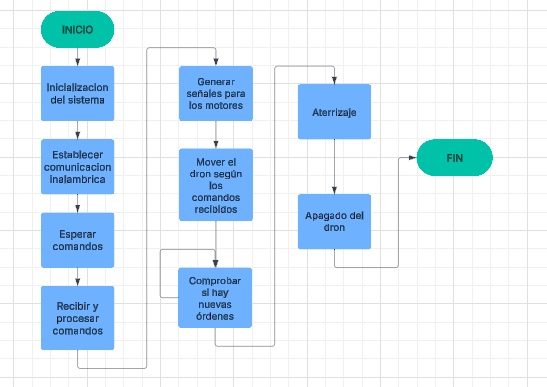 INICIO
Inicialización
del sistema
Establecer
comunicacion
inalambrica
Esperar
comandos
Recibir y
procesar
comandos
Generar
señales para
los motores
Mover el
dron según
los
comandos
recibidos
Comprobar
si hay
nuevas
órdenes
Aterrizaje
Apagado del
dron
FIN